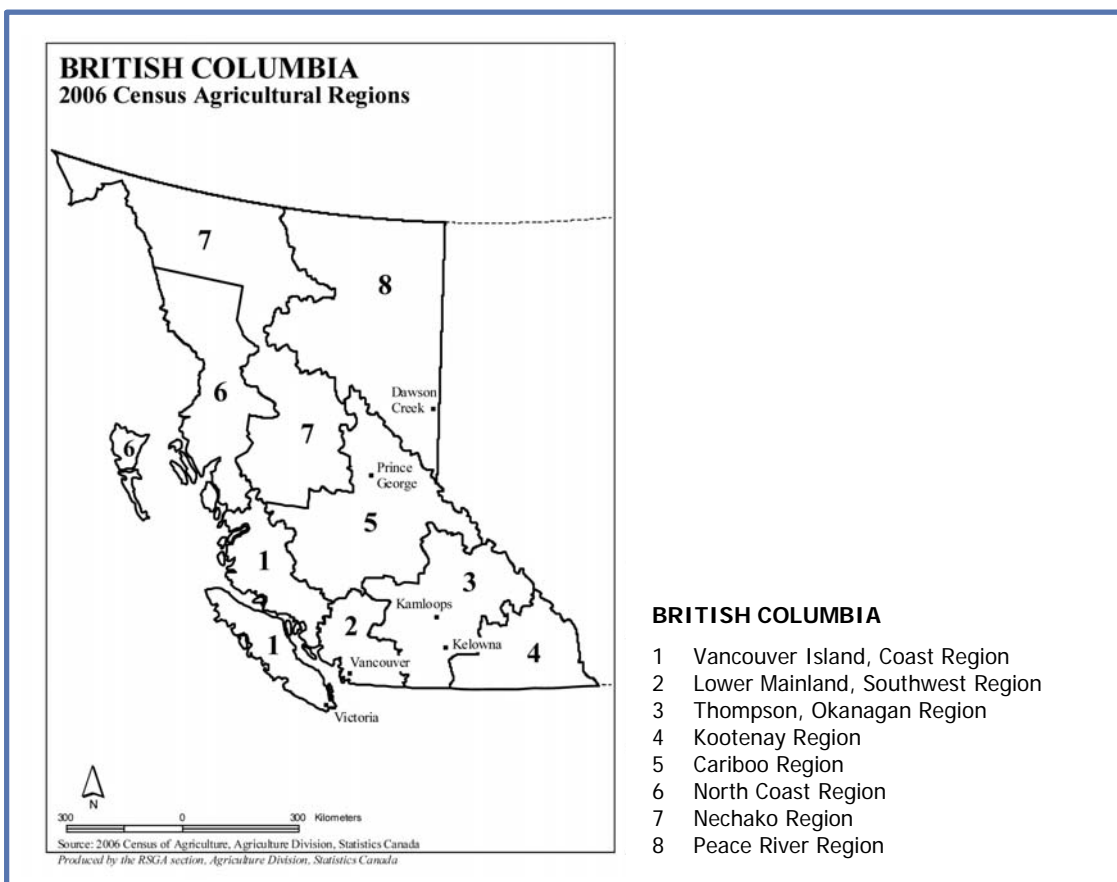 BRITISH COLUMBIA
2006 Census Agricultural Regions
7
8
6
Dawson
Creek
7
6
Prince
George
5
1
3
Kamloops
2
1
Kelowna
4
Vancouver
Victoria
N
300 0 300 Kilometers
Source: 2006 Census of Agriculture, Agriculture Division, Statistics Canada
Produced by the RSGA section, Agriculture Division, Statistics Canada
BRITISH COLUMBIA
1 Vancouver Island, Coast Region
2 Lower Mainland, Southwest Region
3 Thompson, Okanagan Region
4 Kootenay Region
5 Cariboo Region
6 North Coast Region
7 Nechako Region
8 Peace River Region